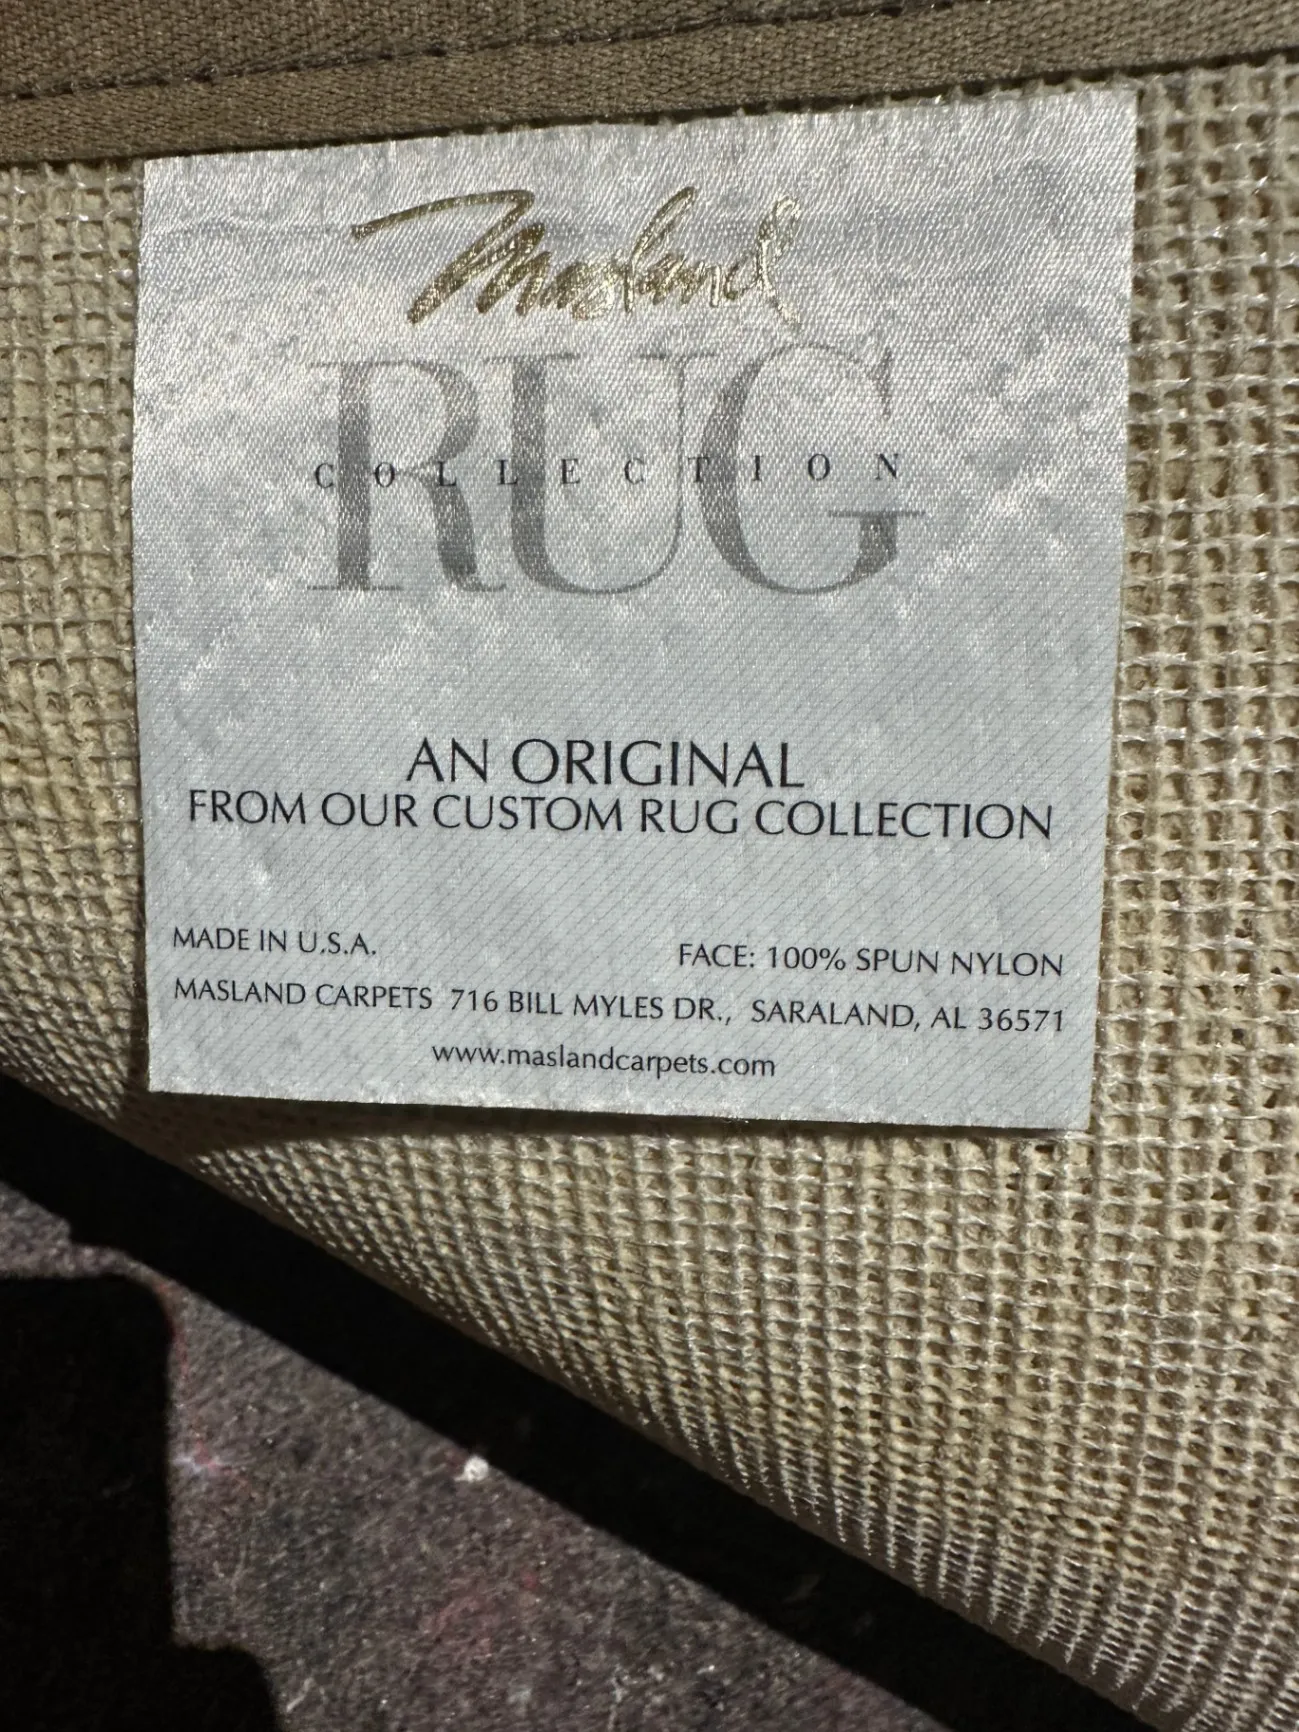 Masland
RUG
COLLECTION
AN ORIGINAL
FROM OUR CUSTOM RUG COLLECTION
MADE IN U.S.A. FACE: 100% SPUN NYLON
MASLAND CARPETS 716 BILL MYLES DR., SARALAND, AL 36571
www.maslandcarpets.com